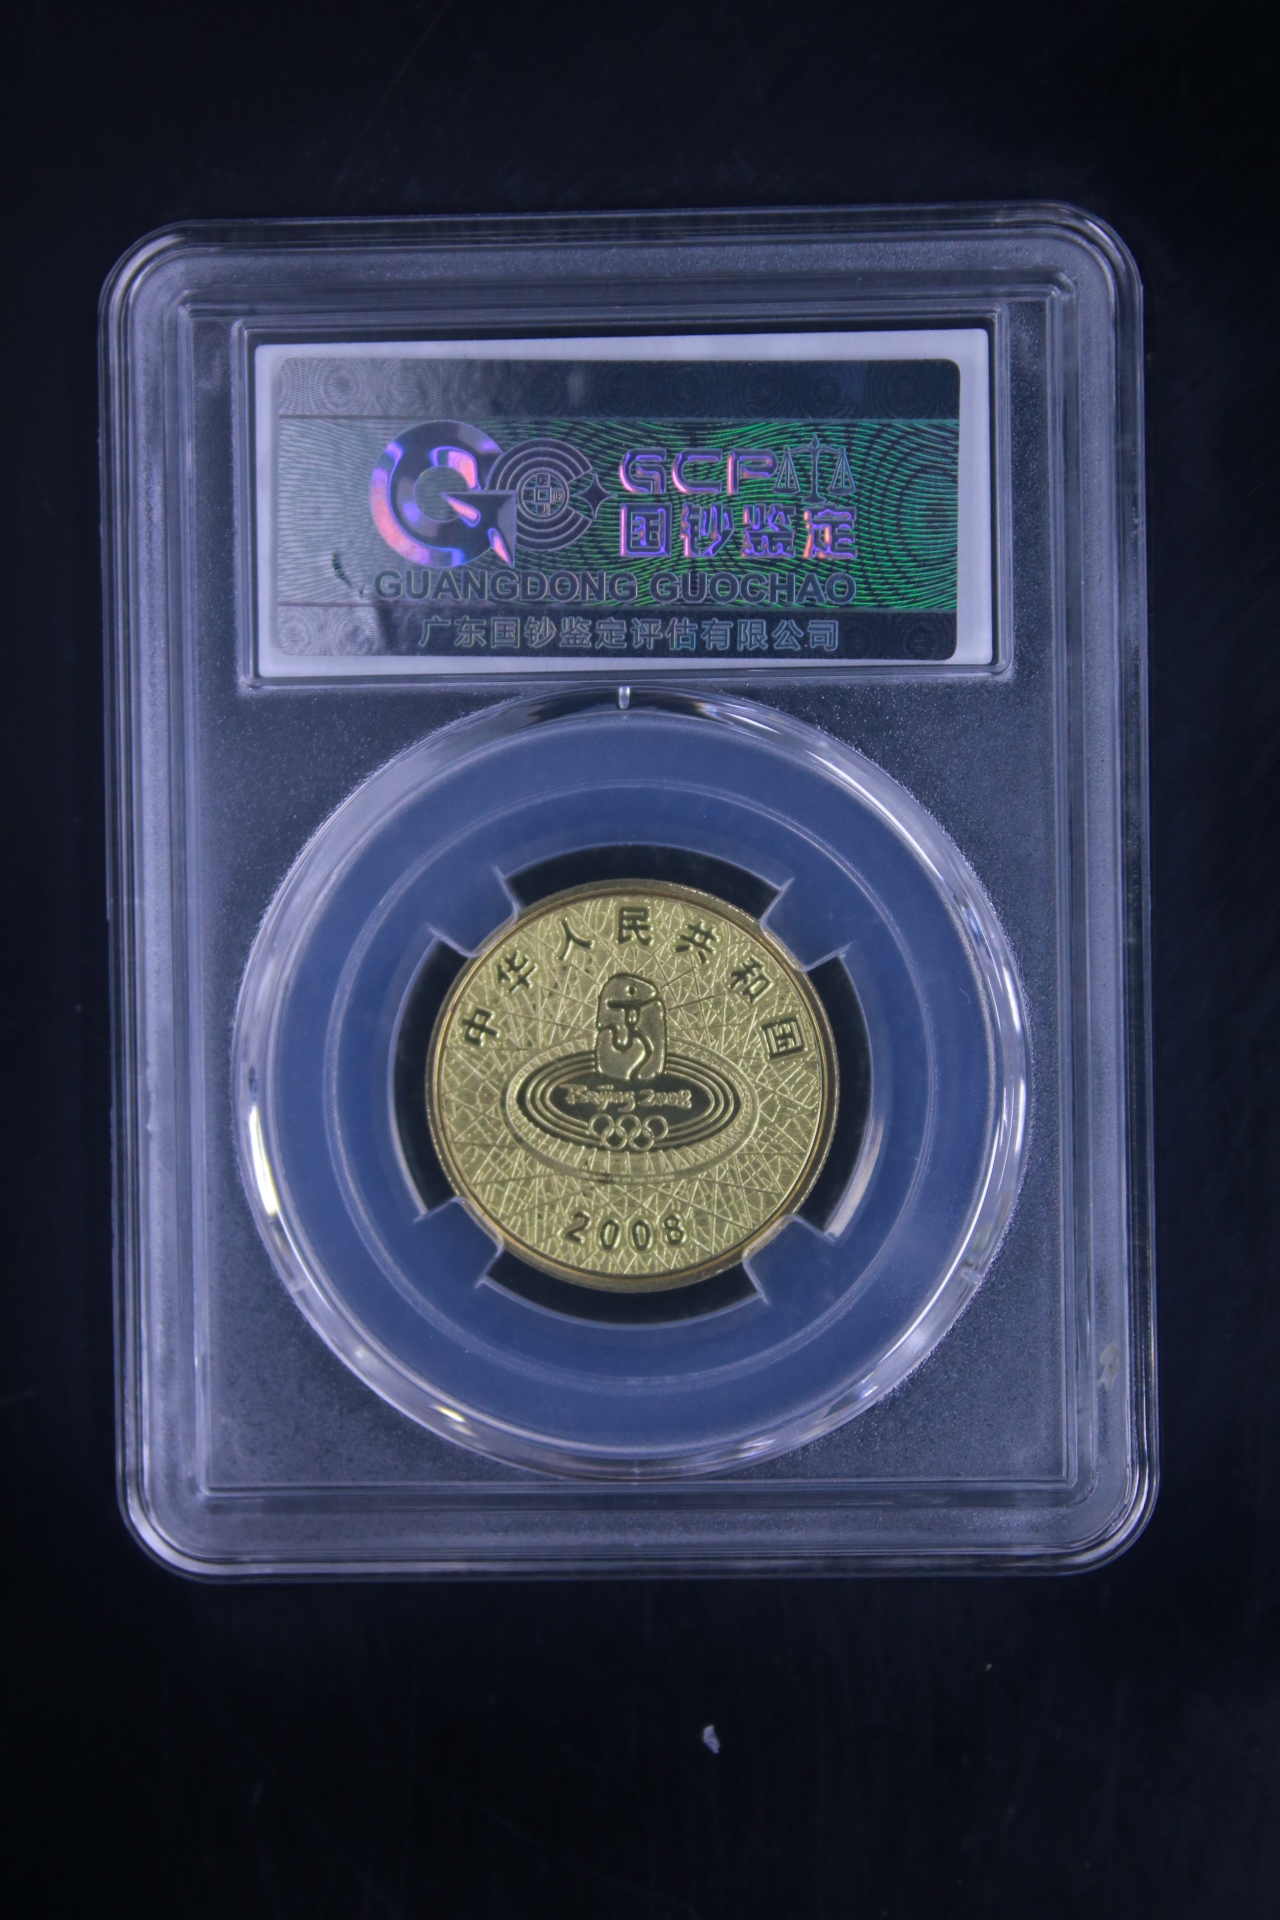 GCP
国钞鉴定
GUANGDONG GUOCHAO
广东国钞鉴定评估有限公司
中华人民共和国
Beijing 2008
2008